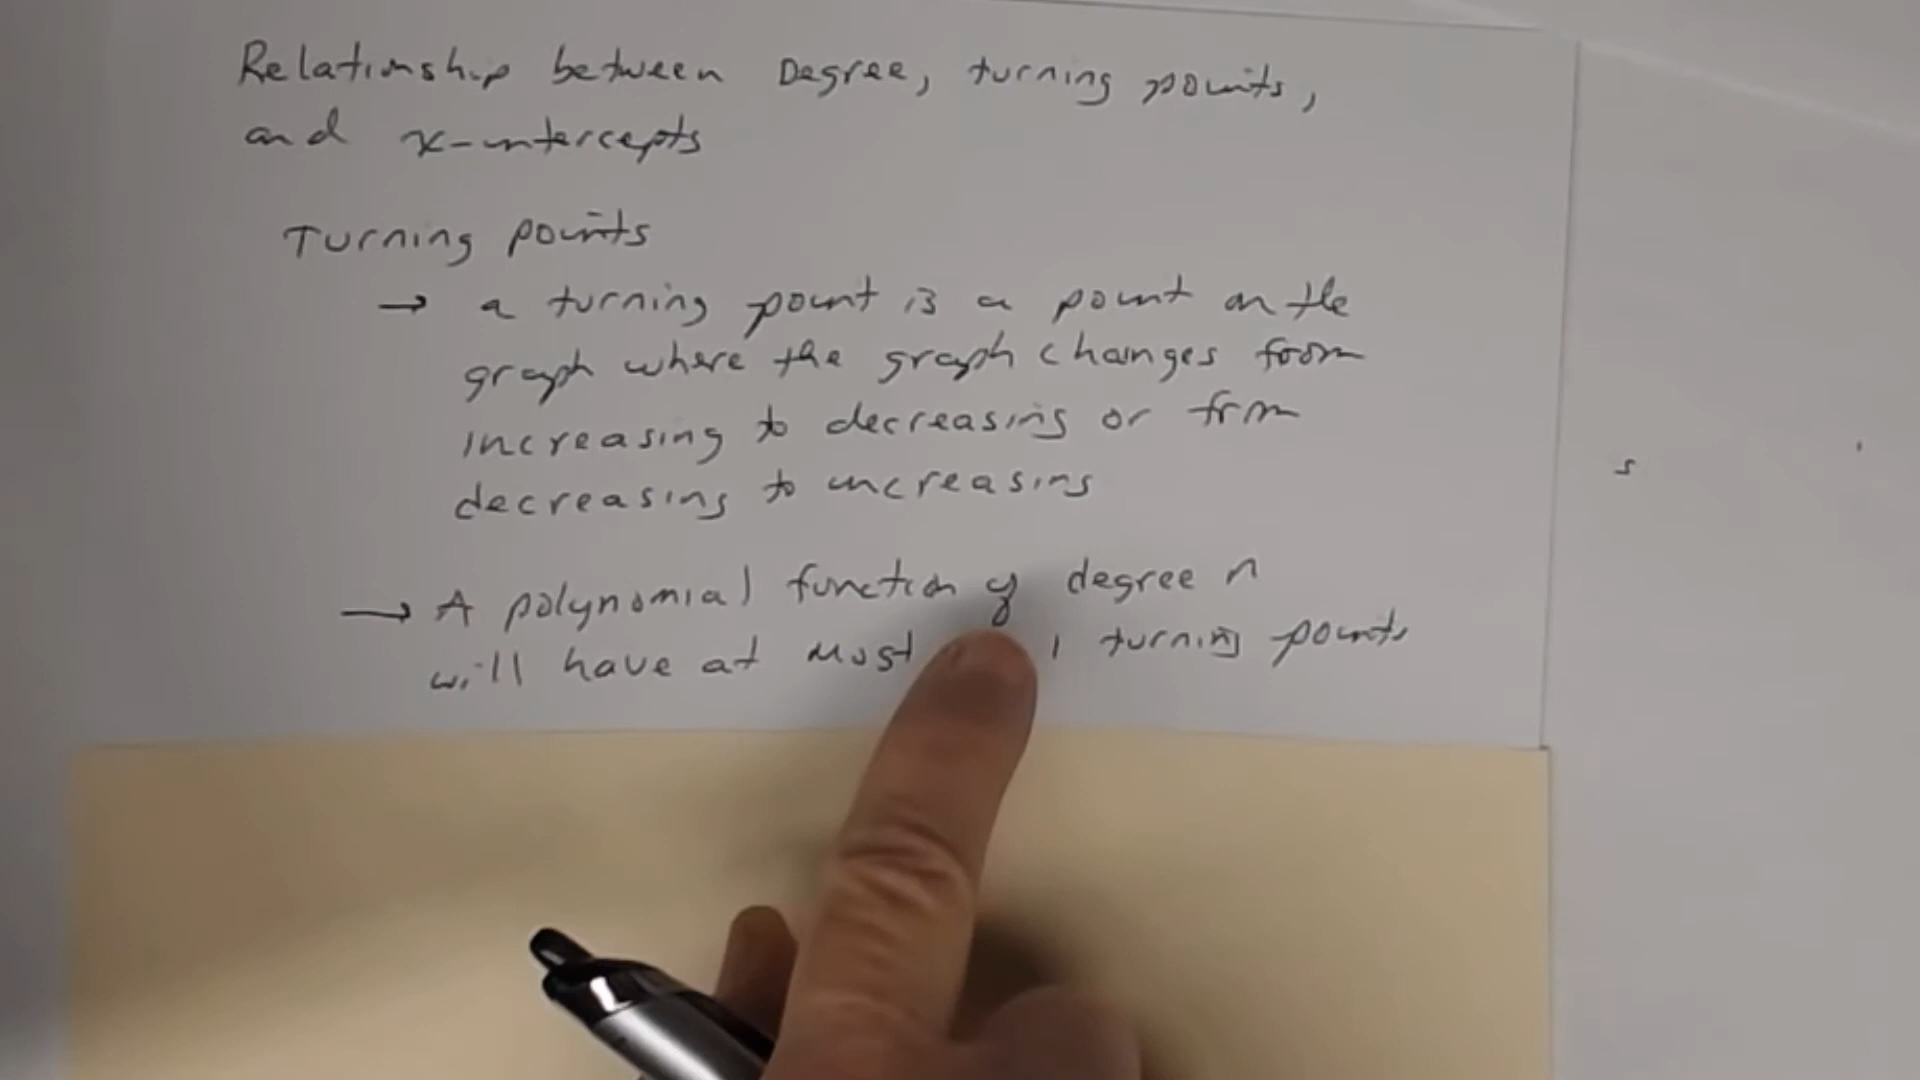 Relationship between Degree, turning points,
and x-intercepts
Turning points
→ a turning point is a point on the
graph where the graph changes from
increasing to decreasing or from
decreasing to increasing
→ A polynomial function of degree n
will have at most 1 turning points
s